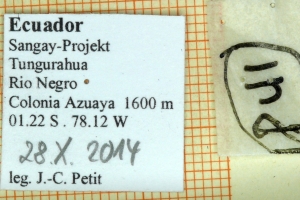 Ecuador
Sangay-Projekt
Tungurahua
Rio Negro
Colonia Azuaya 1600 m
01.22 S . 78.12 W
28.X. 2014
leg. J.-C. Petit